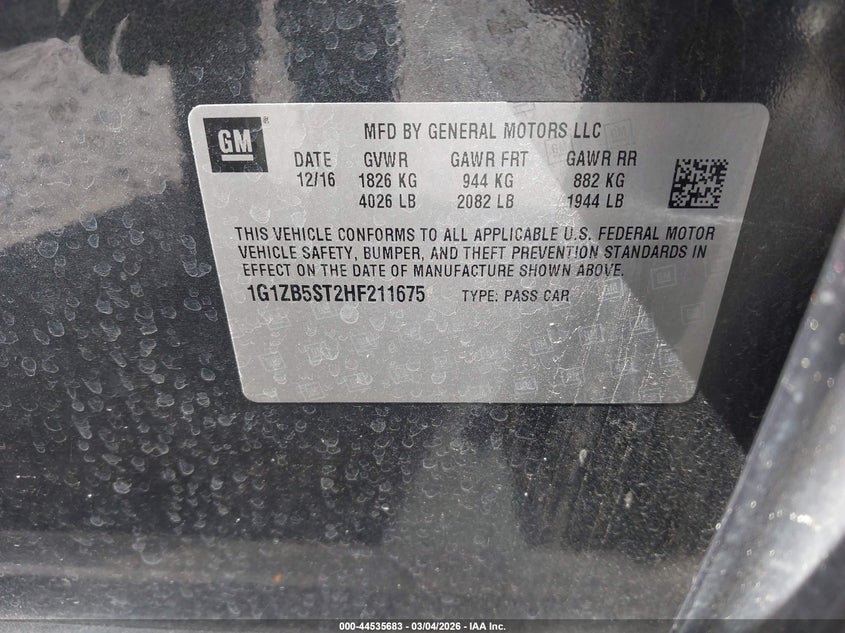 GM ®
MFD BY GENERAL MOTORS LLC
DATE GVWR GAWR FRT GAWR RR
12/16 1826 KG 944 KG 882 KG
4026 LB 2082 LB 1944 LB
THIS VEHICLE CONFORMS TO ALL APPLICABLE U.S. FEDERAL MOTOR
VEHICLE SAFETY, BUMPER, AND THEFT PREVENTION STANDARDS IN
EFFECT ON THE DATE OF MANUFACTURE SHOWN ABOVE.
1G1ZB5ST2HF211675 TYPE: PASS CAR
000-44535683 - 03/04/2026 - IAA Inc.